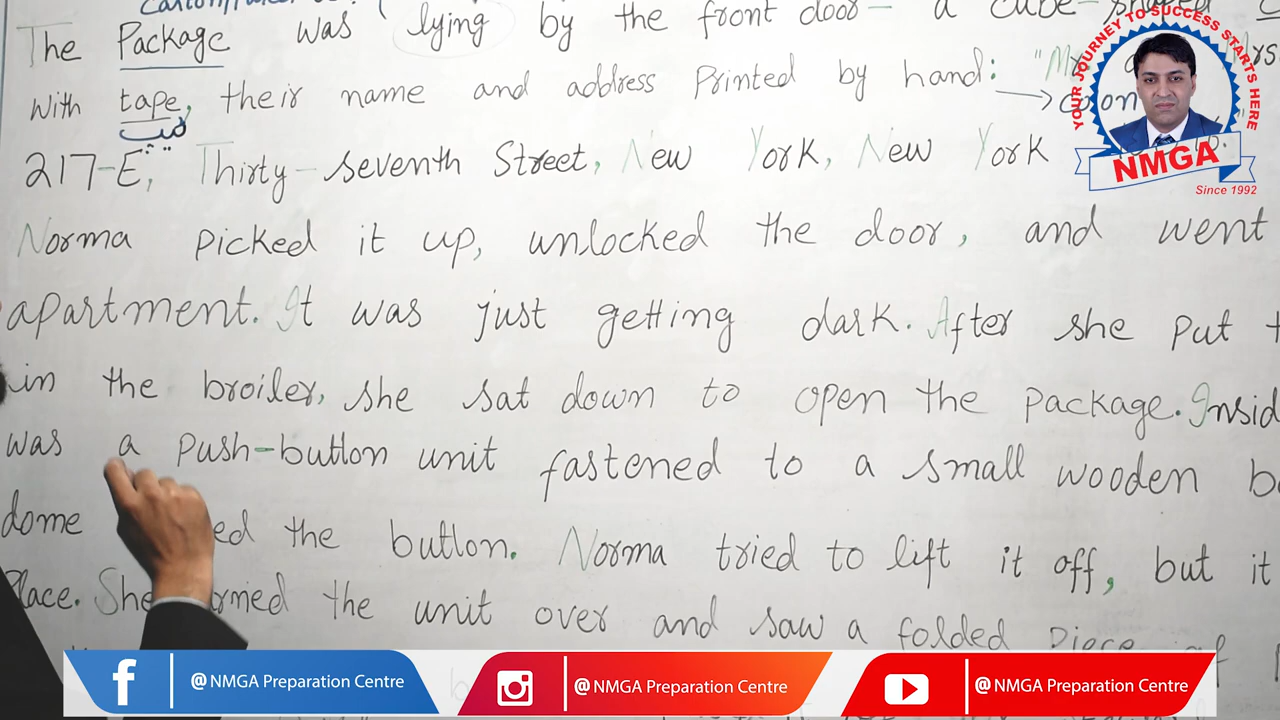 The Package was (lying by the front door- a cube-shaped
with tape, their name and address Printed by hand: "Mr
colon
ٹیپ
217-E, Thirty-seventh Street, New York, New York
Norma picked it up, unlocked the door, and went
apartment. It was just getting dark. After she put
in the broiler, she sat down to open the package. Insid
was a push-button unit fastened to a small wooden
dome ed the button. Norma tried to lift it off, but it
Place. She rned the unit over and saw a folded piece of
YOUR JOURNEY TO SUCCESS STARTS HERE
NMGA
Since 1992
@NMGA Preparation Centre
@NMGA Preparation Centre
@NMGA Preparation Centre